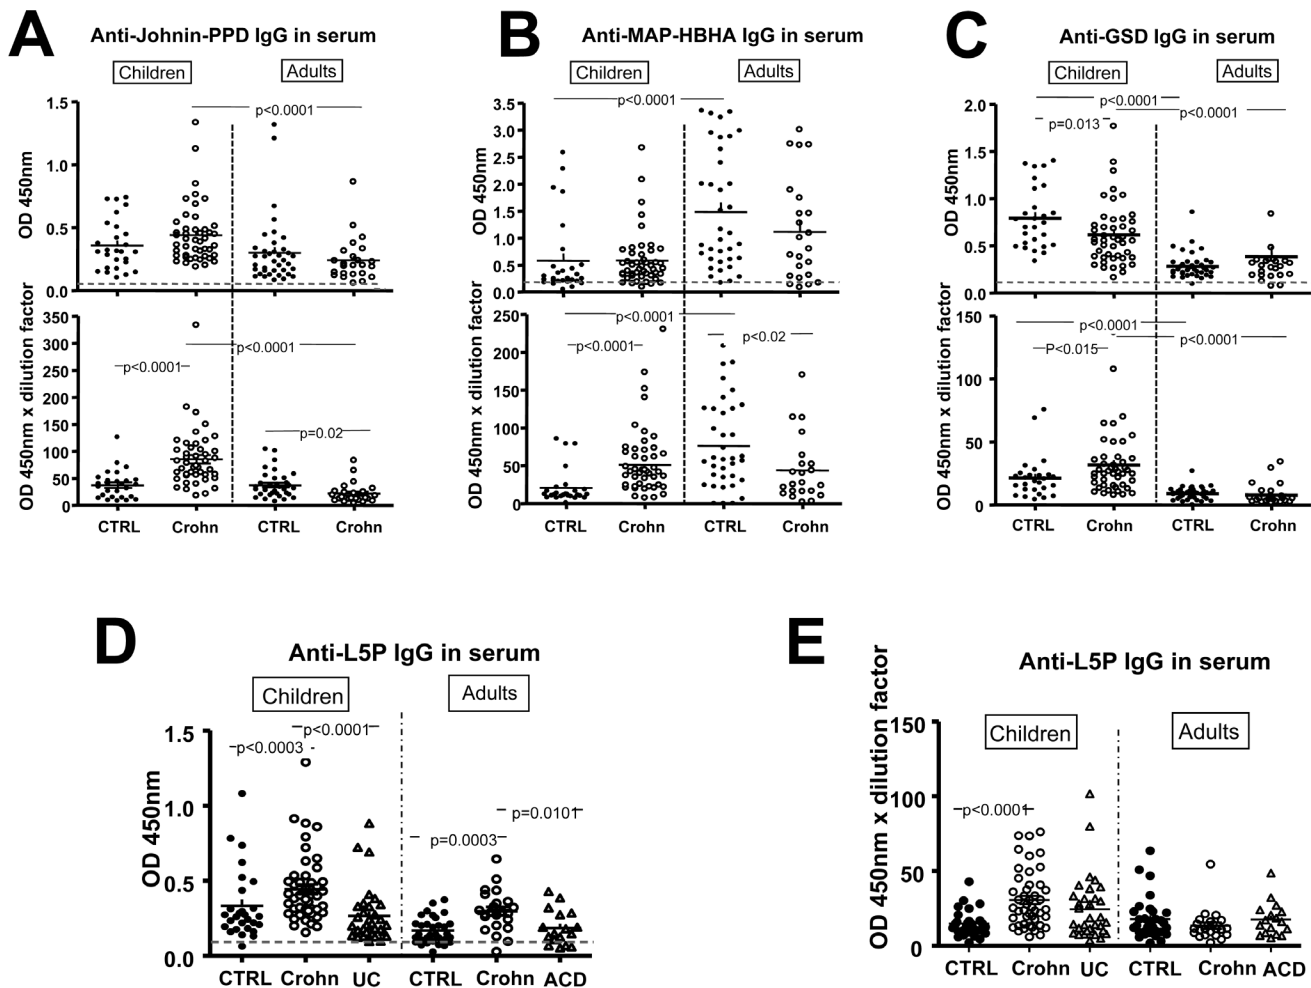 A
Anti-Johnin-PPD IgG in serum
Children
Adults
p<0.0001
OD 450nm
1.5
1.0
0.5
0.0
p<0.0001
p<0.0001
p=0.02
OD 450nm x dilution factor
350
300
250
200
150
100
50
0
CTRL
Crohn
CTRL
Crohn
B
Anti-MAP-HBHA IgG in serum
Children
Adults
p<0.0001
OD 450nm
3.5
3.0
2.5
2.0
1.5
1.0
0.5
0.0
p<0.0001
p<0.0001
p<0.02
OD 450nm x dilution factor
250
200
150
100
50
0
CTRL
Crohn
CTRL
Crohn
C
Anti-GSD IgG in serum
Children
Adults
p<0.0001
p<0.0001
p=0.013
OD 450nm
2.0
1.5
1.0
0.5
0.0
p<0.0001
p<0.0001
P<0.015
OD 450nm x dilution factor
150
100
50
0
CTRL
Crohn
CTRL
Crohn
D
Anti-L5P IgG in serum
Children
Adults
p<0.0001
p<0.0003
p=0.0101
p=0.0003
OD 450nm
1.5
1.0
0.5
0.0
CTRL
Crohn
UC
CTRL
Crohn
ACD
E
Anti-L5P IgG in serum
Children
Adults
p<0.0001
OD 450nm x dilution factor
150
100
50
0
CTRL
Crohn
UC
CTRL
Crohn
ACD